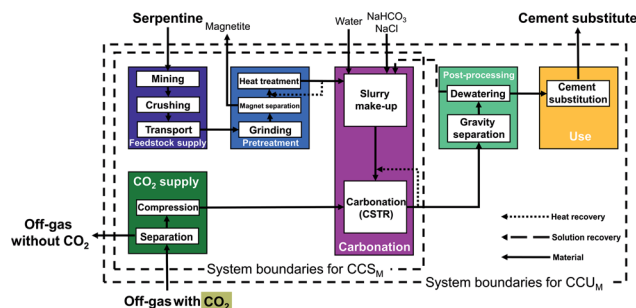 Serpentine
Magnetite
Water
NaHCO₃
NaCl
Cement substitute
Mining
Crushing
Transport
Feedstock supply
Heat treatment
Magnet separation
Grinding
Pretreatment
Slurry
make-up
Carbonation
(CSTR)
Carbonation
Post-processing
Dewatering
Gravity
separation
Cement
substitution
Use
CO₂ supply
Compression
Separation
Off-gas
without CO₂
Off-gas with CO₂
System boundaries for CCS_M
System boundaries for CCU_M
Heat recovery
Solution recovery
Material